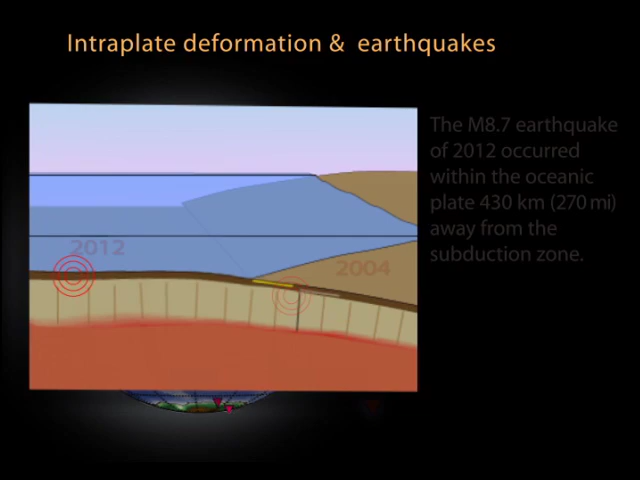 Intraplate deformation & earthquakes
The M8.7 earthquake
of 2012 occurred
within the oceanic
plate 430 km (270 mi)
away from the
subduction zone.
2012
2004